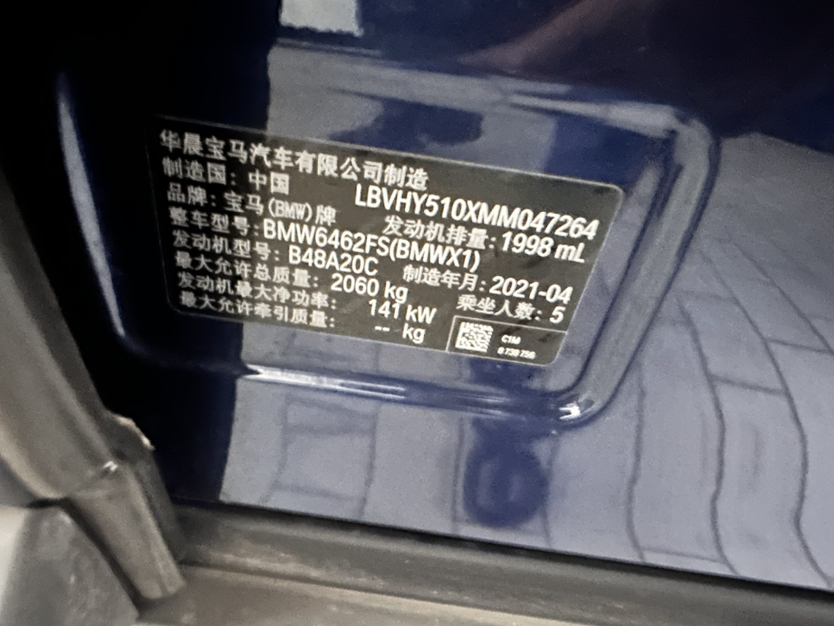 华晨宝马汽车有限公司制造
制造国：中国
LBVHY510XMM047264
品牌：宝马(BMW)牌
发动机排量：1998 mL
整车型号：BMW6462FS(BMWX1)
发动机型号：B48A20C
制造年月：2021-04
最大允许总质量：2060 kg
乘坐人数：5
发动机最大净功率：141 kW
最大允许牵引质量：-- kg
C1M
8 738 756